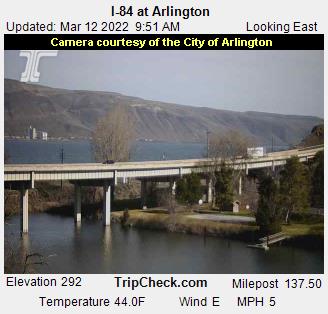 I-84 at Arlington
Updated: Mar 12 2022 9:51 AM Looking East
Camera courtesy of the City of Arlington
Elevation 292 TripCheck.com Milepost 137.50
Temperature 44.0F Wind E MPH 5